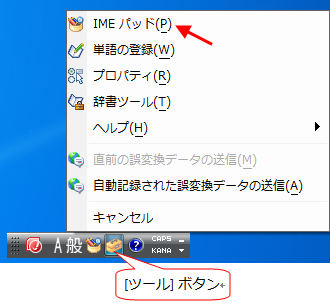 IME パッド(P)
単語の登録(W)
プロパティ(R)
辞書ツール(T)
ヘルプ(H)
直前の誤変換データの送信(M)
自動記録された誤変換データの送信(A)
キャンセル
A 般 ? CAPS
KANA
[ツール] ボタン